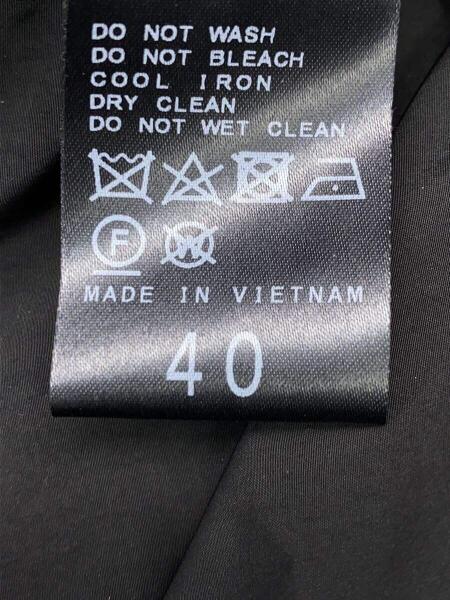 DO NOT WASH
DO NOT BLEACH
COOL IRON
DRY CLEAN
DO NOT WET CLEAN
F W
MADE IN VIETNAM
40